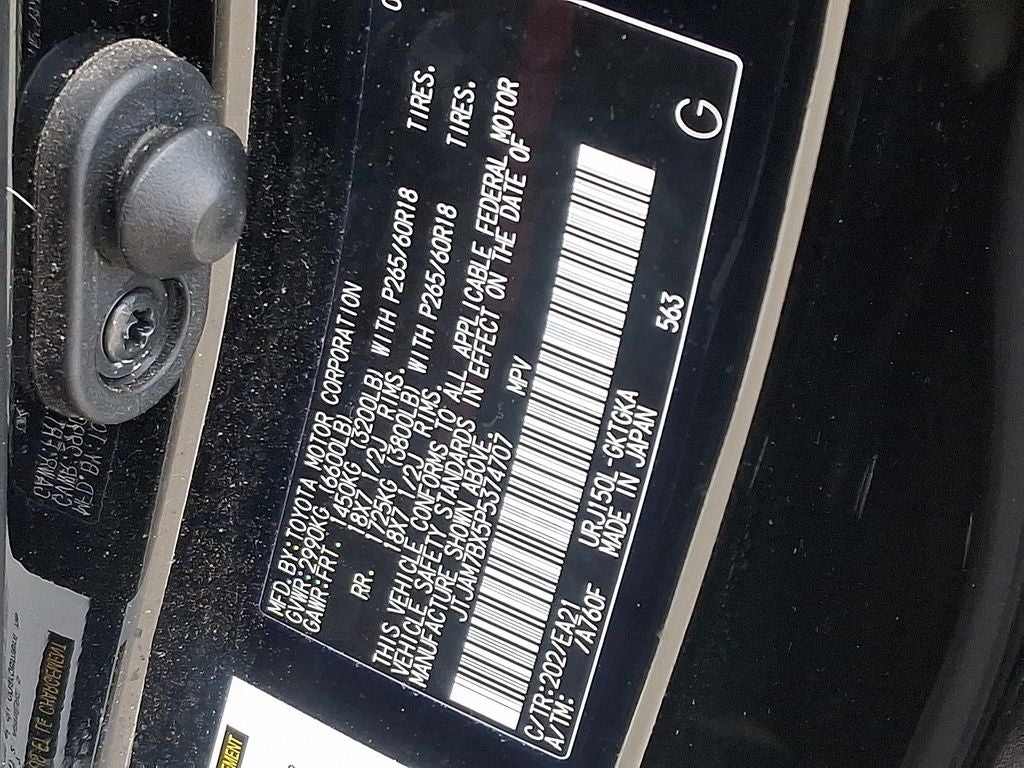 MFD. BY:TOYOTA MOTOR CORPORATION
GVWR:2990KG (6600LB)
GAWR:FRT. 1450KG (3200LB) WITH P265/60R18 TIRES.
18X7 1/2J RIMS.
RR. 1725KG (3800LB) WITH P265/60R18 TIRES.
18X7 1/2J RIMS.
THIS VEHICLE CONFORMS TO ALL APPLICABLE FEDERAL MOTOR
VEHICLE SAFETY STANDARDS IN EFFECT ON THE DATE OF
MANUFACTURE SHOWN ABOVE.
JTJAM7BX5P5374707 MPV
C/TR:202/EA21 URJ150L-GKTGKA 563 G
A/TM: /A760F MADE IN JAPAN